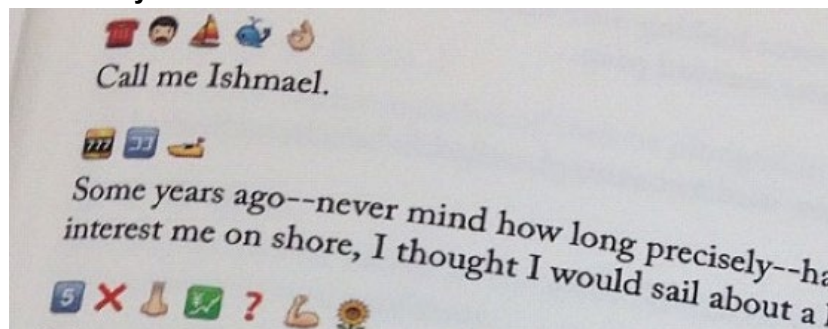 Call me Ishmael.
Some years ago--never mind how long precisely--ha
interest me on shore, I thought I would sail about a